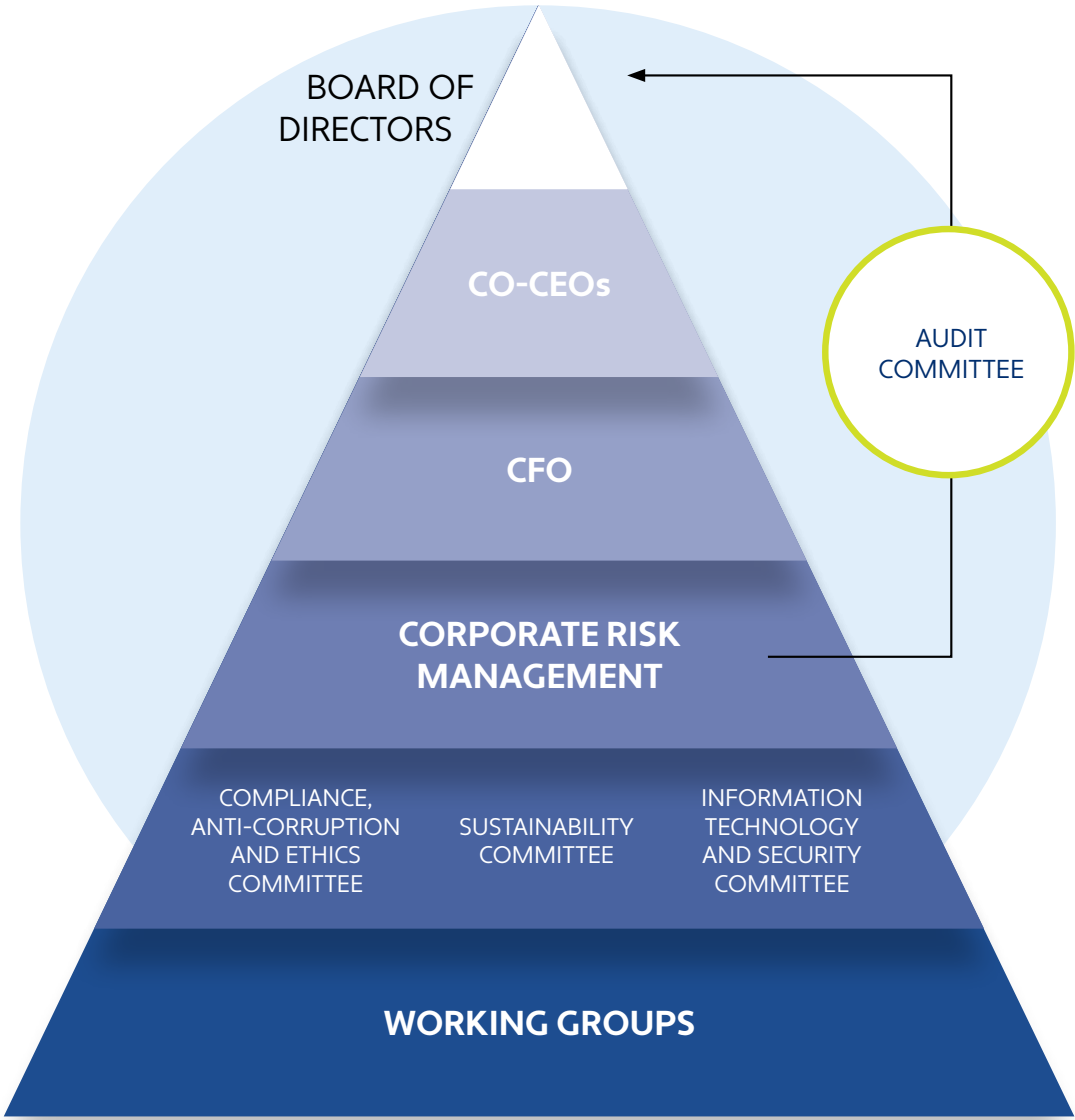 BOARD OF
DIRECTORS
CO-CEOs
AUDIT
COMMITTEE
CFO
CORPORATE RISK
MANAGEMENT
COMPLIANCE,
ANTI-CORRUPTION
AND ETHICS
COMMITTEE
SUSTAINABILITY
COMMITTEE
INFORMATION
TECHNOLOGY
AND SECURITY
COMMITTEE
WORKING GROUPS